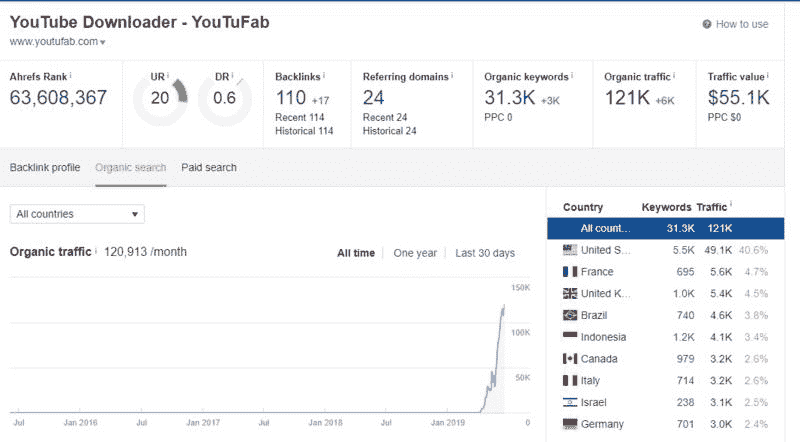 YouTube Downloader - YouTuFab
How to use
www.youtufab.com
Ahrefs Rank i
63,608,367
UR i
20
DR i
0.6
Backlinks i
110 +17
Recent 114
Historical 114
Referring domains i
24
Recent 24
Historical 24
Organic keywords i
31.3K +3K
PPC 0
Organic traffic i
121K +6K
Traffic value i
$55.1K
PPC $0
Backlink profile Organic search Paid search
All countries
Organic traffic i 120,913 /month
All time One year Last 30 days
150K
100K
50K
0
Jul Jan 2016 Jul Jan 2017 Jul Jan 2018 Jul Jan 2019
Country Keywords Traffic i
All count... 31.3K 121K
United S... 5.5K 49.1K 40.6%
France 695 5.6K 4.7%
United K... 1.0K 5.4K 4.5%
Brazil 740 4.6K 3.8%
Indonesia 1.2K 4.1K 3.4%
Canada 979 3.2K 2.6%
Italy 714 3.2K 2.6%
Israel 238 3.1K 2.5%
Germany 701 3.0K 2.4%